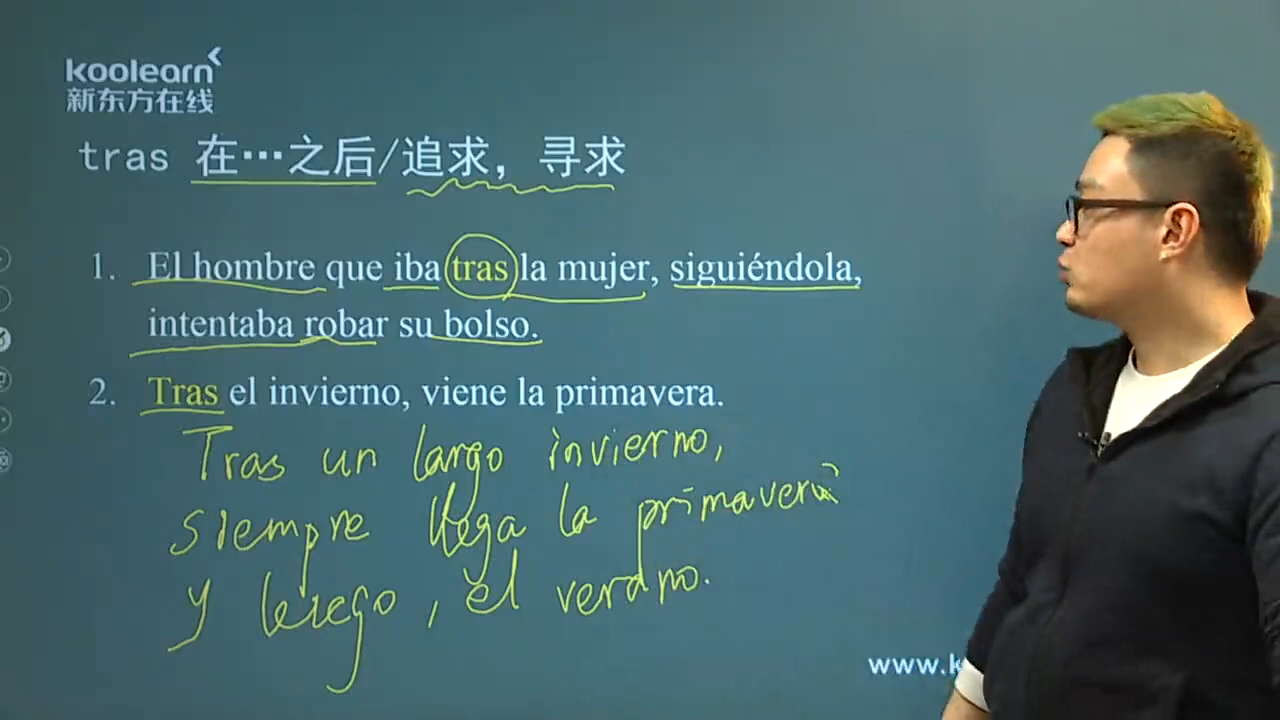 koolearn
新东方在线
tras 在…之后/追求，寻求
1. El hombre que iba tras la mujer, siguiéndola,
intentaba robar su bolso.
2. Tras el invierno, viene la primavera.
Tras un largo invierno,
siempre llega la primavera
y luego, el verano.
www.k